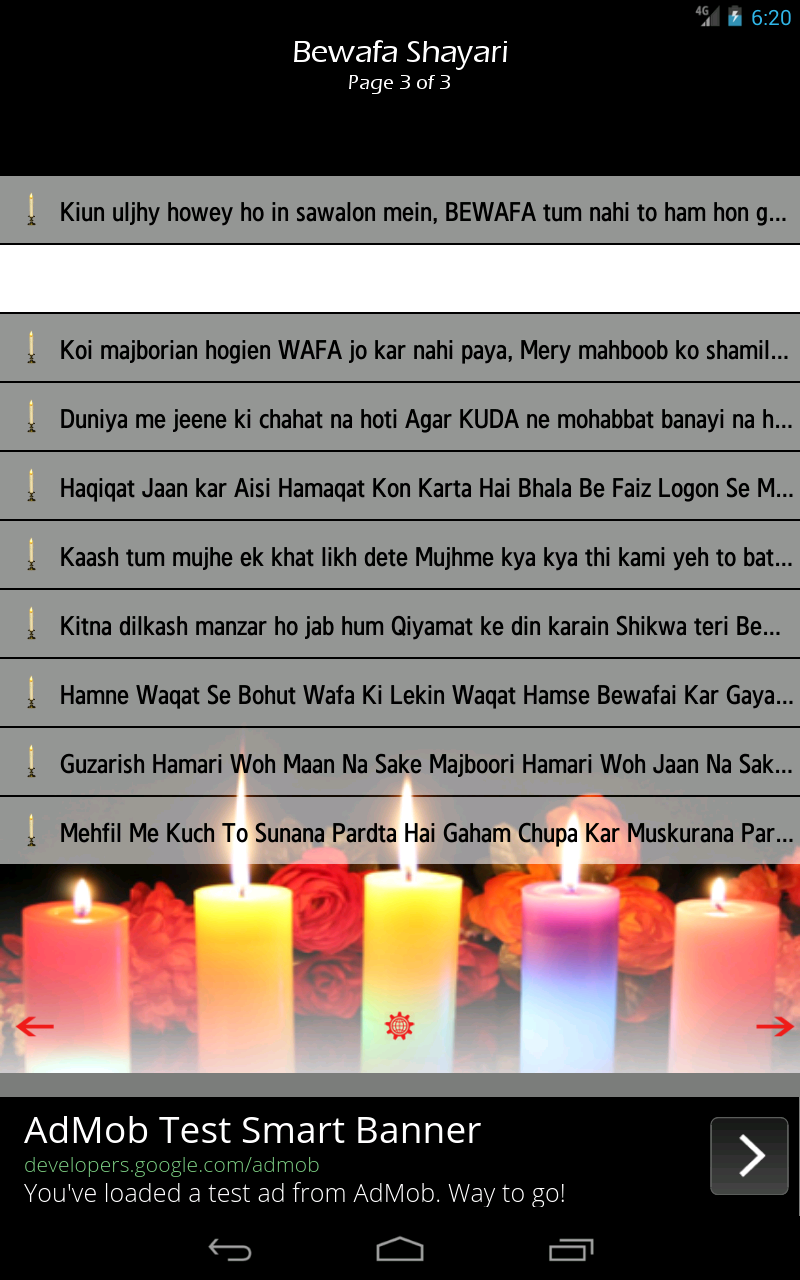 4G 6:20
Bewafa Shayari
Page 3 of 3
Kiun uljhy howey ho in sawalon mein, BEWAFA tum nahi to ham hon g...
Koi majborian hogien WAFA jo kar nahi paya, Mery mahboob ko shamil...
Duniya me jeene ki chahat na hoti Agar KUDA ne mohabbat banayi na h...
Haqiqat Jaan kar Aisi Hamaqat Kon Karta Hai Bhala Be Faiz Logon Se M...
Kaash tum mujhe ek khat likh dete Mujhme kya kya thi kami yeh to bat...
Kitna dilkash manzar ho jab hum Qiyamat ke din karain Shikwa teri Be...
Hamne Waqat Se Bohut Wafa Ki Lekin Waqat Hamse Bewafai Kar Gaya...
Guzarish Hamari Woh Maan Na Sake Majboori Hamari Woh Jaan Na Sak...
Mehfil Me Kuch To Sunana Pardta Hai Gaham Chupa Kar Muskurana Par...
AdMob Test Smart Banner
developers.google.com/admob
You've loaded a test ad from AdMob. Way to go!